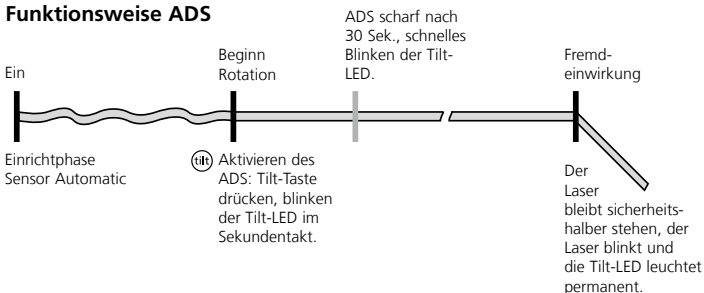 Funktionsweise ADS
Ein
Beginn
Rotation
ADS scharf nach
30 Sek., schnelles
Blinken der Tilt-
LED.
Fremd-
einwirkung
Einrichtphase
Sensor Automatic
tilt
Aktivieren des
ADS: Tilt-Taste
drücken, blinken
der Tilt-LED im
Sekundentakt.
Der
Laser
bleibt sicherheits-
halber stehen, der
Laser blinkt und
die Tilt-LED leuchtet
permanent.